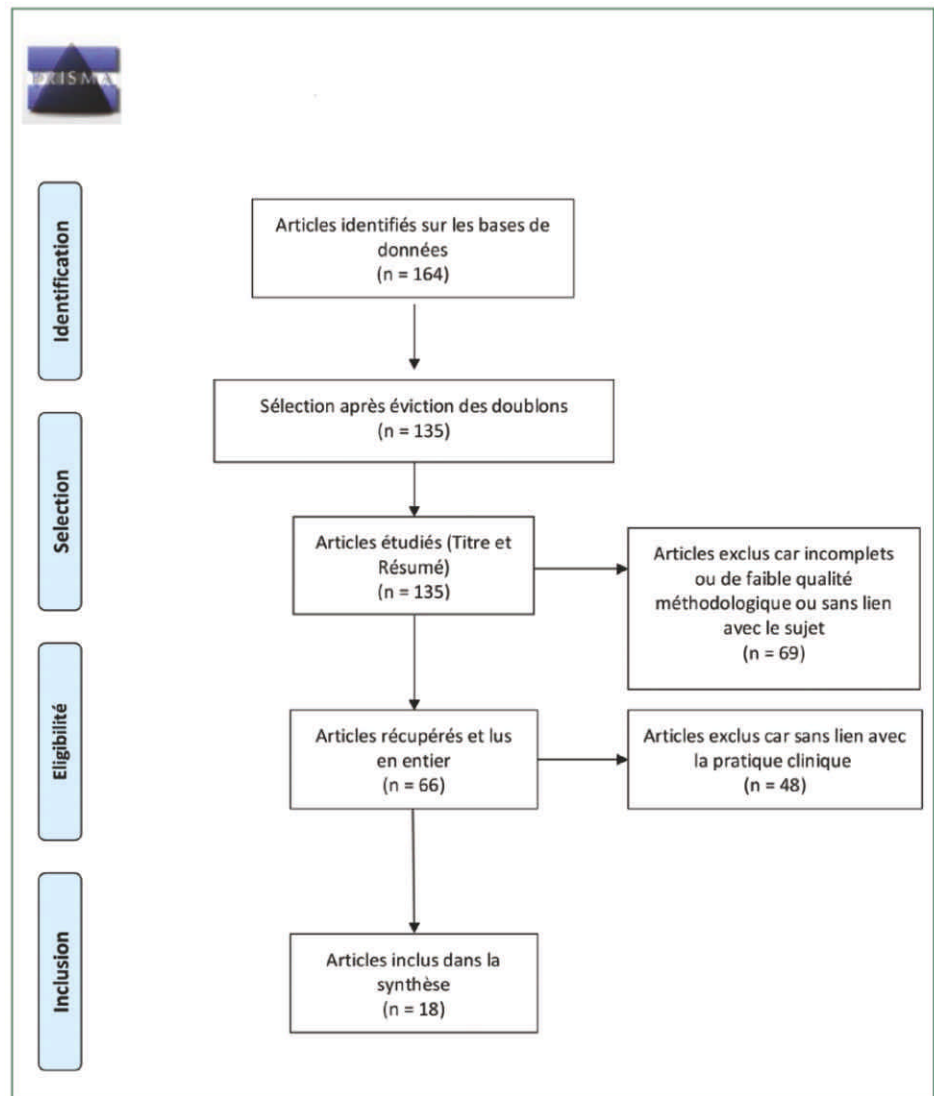 PRISMA
Identification
Articles identifiés sur les bases de
données
(n = 164)
Sélection après éviction des doublons
(n = 135)
Selection
Articles étudiés (Titre et
Résumé)
(n = 135)
Articles exclus car incomplets
ou de faible qualité
méthodologique ou sans lien
avec le sujet
(n = 69)
Eligibilité
Articles récupérés et lus
en entier
(n = 66)
Articles exclus car sans lien avec
la pratique clinique
(n = 48)
Inclusion
Articles inclus dans la
synthèse
(n = 18)